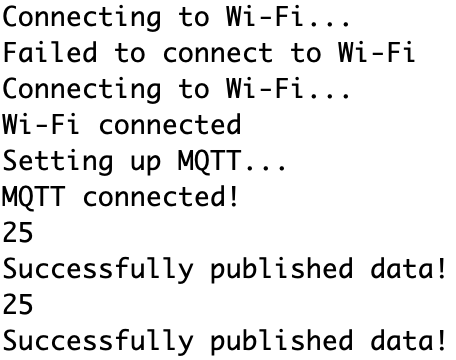 Connecting to Wi-Fi...
Failed to connect to Wi-Fi
Connecting to Wi-Fi...
Wi-Fi connected
Setting up MQTT...
MQTT connected!
25
Successfully published data!
25
Successfully published data!